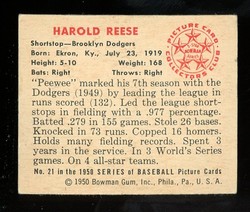 HAROLD REESE
Shortstop—Brooklyn Dodgers
Born: Ekron, Ky., July 23, 1919
Height: 5-10 Weight: 168
Bats: Right Throws: Right
PICTURE CARD
COLLECTORS CLUB
"Peewee" marked his 7th season with the
Dodgers (1949) by leading the league in
runs scored (132). Led the league short-
stops in fielding with a .977 percentage.
Batted .279 in 155 games. Stole 26 bases
Knocked in 73 runs. Copped 16 homers.
Holds many fielding records. Spent 3
years in the service. In 3 World's Series
games. On 4 all-star teams.
No. 21 in the 1950 SERIES of BASEBALL Picture Cards
©1950 Bowman Gum, Inc., Phila., Pa., U. S. A.